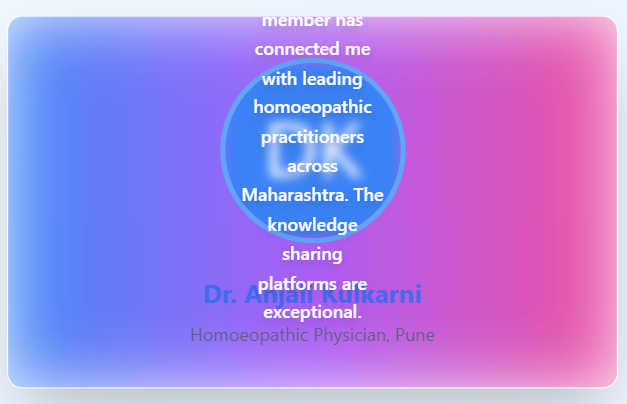 member has
connected me
with leading
homoeopathic
practitioners
across
Maharashtra. The
knowledge
sharing
platforms are
exceptional.
DK
Dr. Anjali Kulkarni
Homoeopathic Physician, Pune